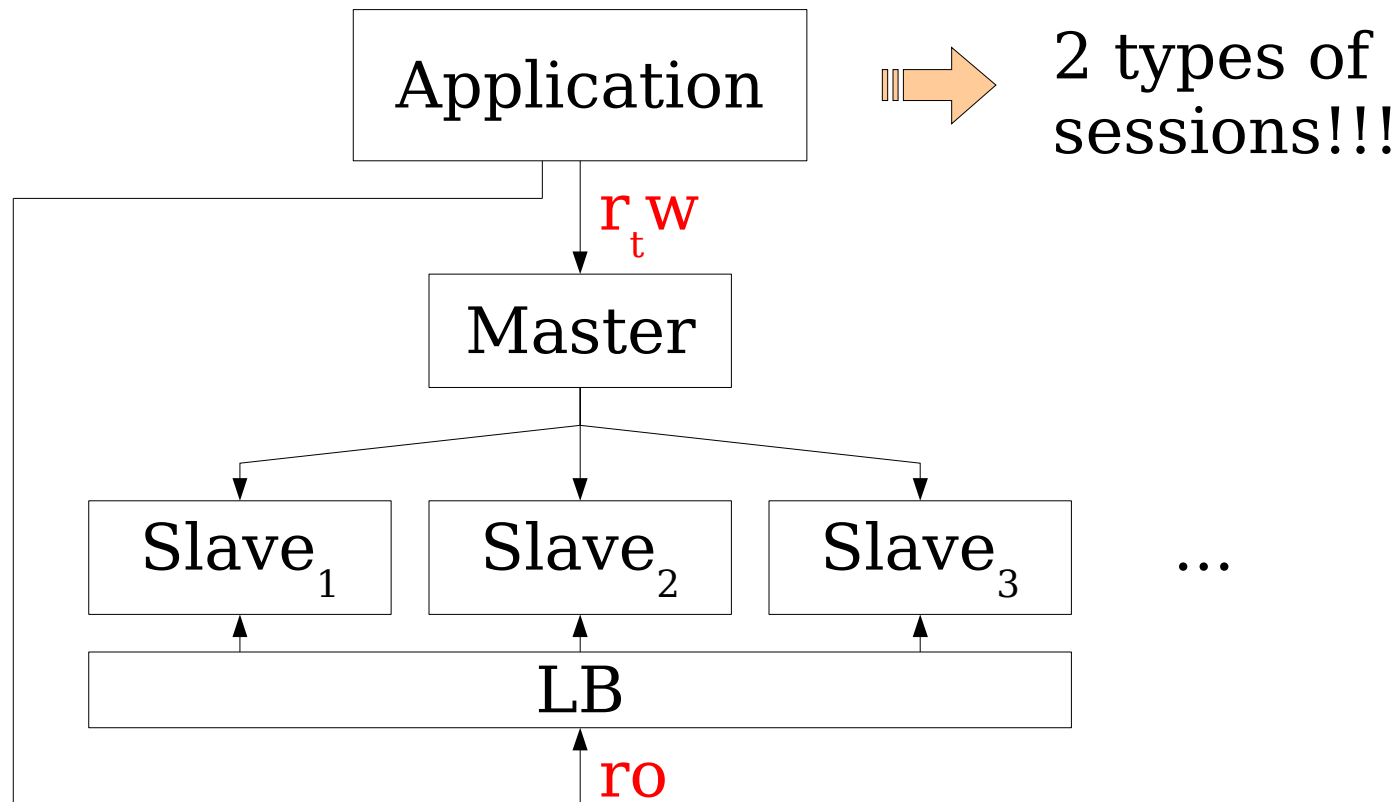 Application
2 types of
sessions!!!
rₜw
Master
Slave₁
Slave₂
Slave₃
...
LB
ro